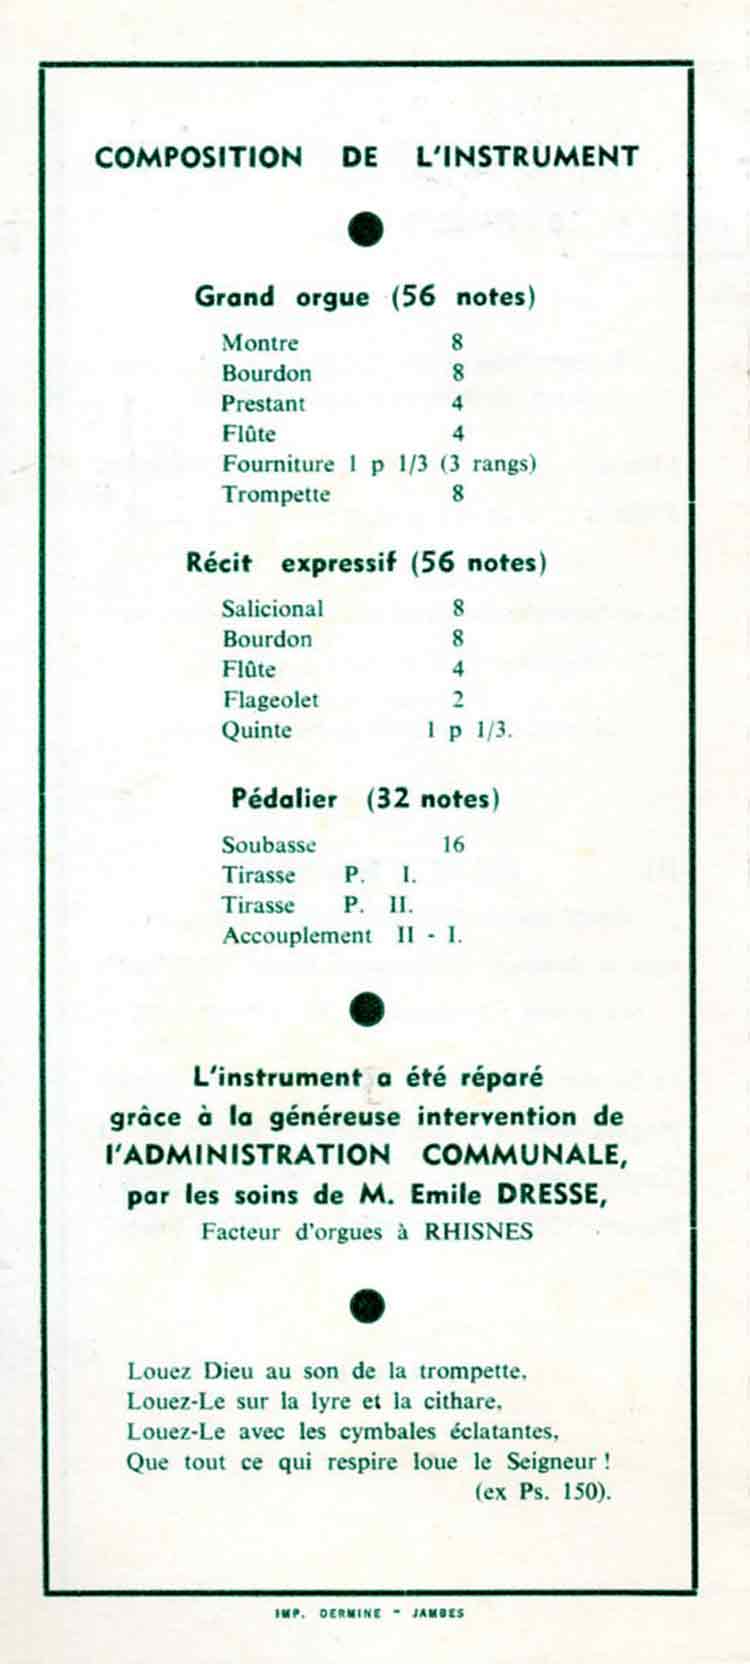 COMPOSITION DE L'INSTRUMENT
Grand orgue (56 notes)
Montre 8
Bourdon 8
Prestant 4
Flûte 4
Fourniture 1 p 1/3 (3 rangs)
Trompette 8
Récit expressif (56 notes)
Salicional 8
Bourdon 8
Flûte 4
Flageolet 2
Quinte 1 p 1/3.
Pédalier (32 notes)
Soubasse 16
Tirasse P. I.
Tirasse P. II.
Accouplement II - I.
L'instrument a été réparé
grâce à la généreuse intervention de
l'ADMINISTRATION COMMUNALE,
par les soins de M. Emile DRESSE,
Facteur d'orgues à RHISNES
Louez Dieu au son de la trompette,
Louez-Le sur la lyre et la cithare,
Louez-Le avec les cymbales éclatantes,
Que tout ce qui respire loue le Seigneur !
(ex Ps. 150).
IMP. DERMINE - JAMBES